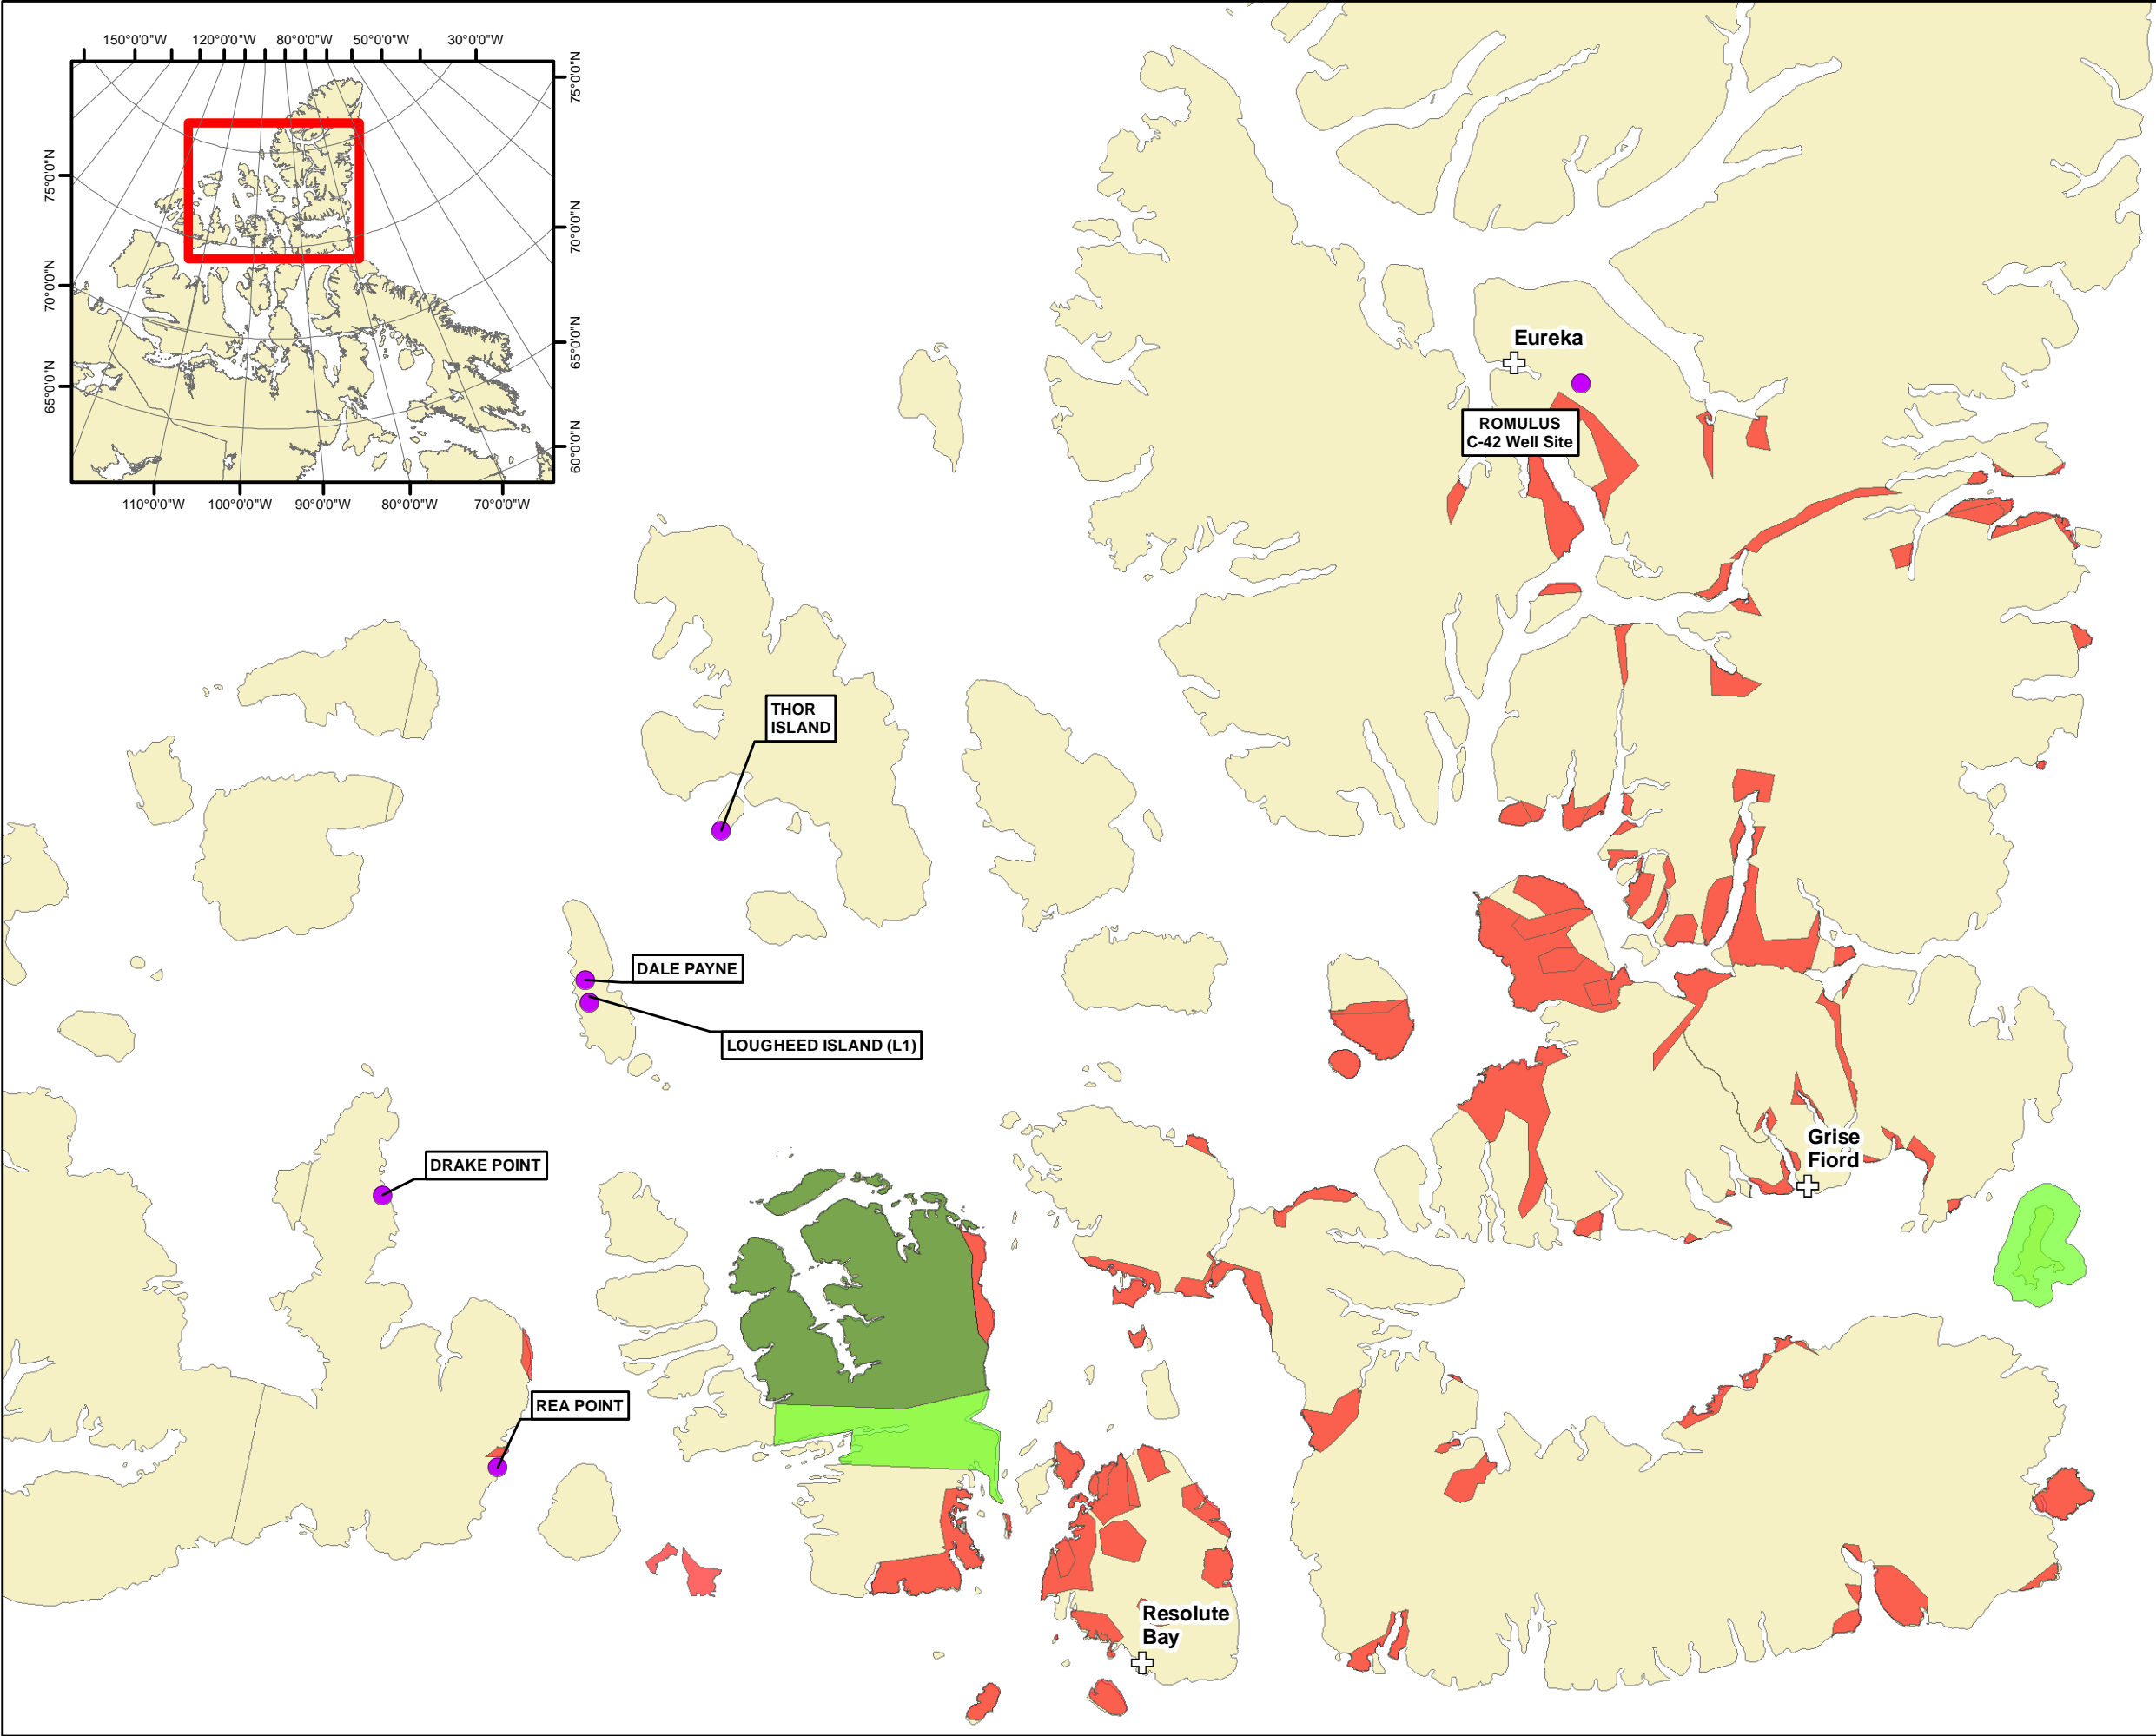 150°0'0"W 120°0'0"W 80°0'0"W 50°0'0"W 30°0'0"W
75°0'0"N
75°0'0"N
70°0'0"N
70°0'0"N
65°0'0"N
65°0'0"N
60°0'0"N
110°0'0"W 100°0'0"W 90°0'0"W 80°0'0"W 70°0'0"W
Eureka
ROMULUS
C-42 Well Site
THOR
ISLAND
DALE PAYNE
LOUGHEED ISLAND (L1)
DRAKE POINT
Grise
Fiord
REA POINT
Resolute
Bay